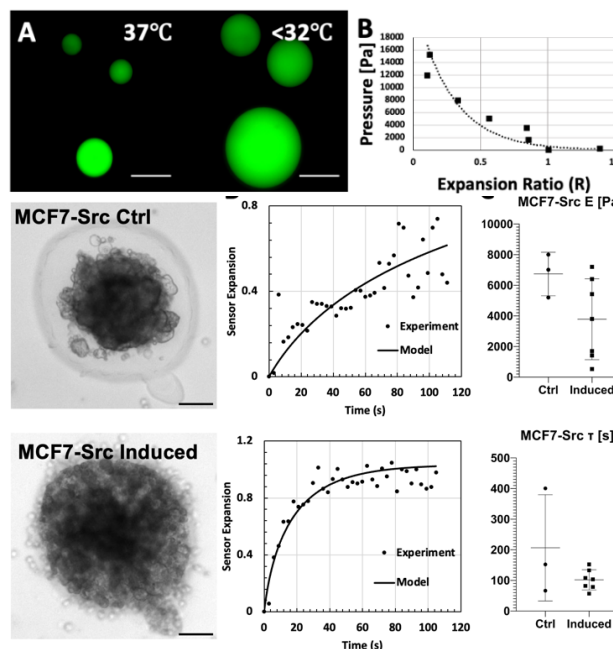 A
37°C
<32°C
B
Pressure [Pa]
18000
16000
14000
12000
10000
8000
6000
4000
2000
0
0
0.5
1
Expansion Ratio (R)
MCF7-Src Ctrl
Sensor Expansion
0.8
0.4
0
Experiment
Model
0 20 40 60 80 100 120
Time (s)
MCF7-Src E [Pa
10000
8000
6000
4000
2000
0
Ctrl Induced
MCF7-Src Induced
Sensor Expansion
1.2
0.8
0.4
0
Experiment
Model
0 20 40 60 80 100 120
Time (s)
MCF7-Src τ [s]
500
400
300
200
100
0
Ctrl Induced